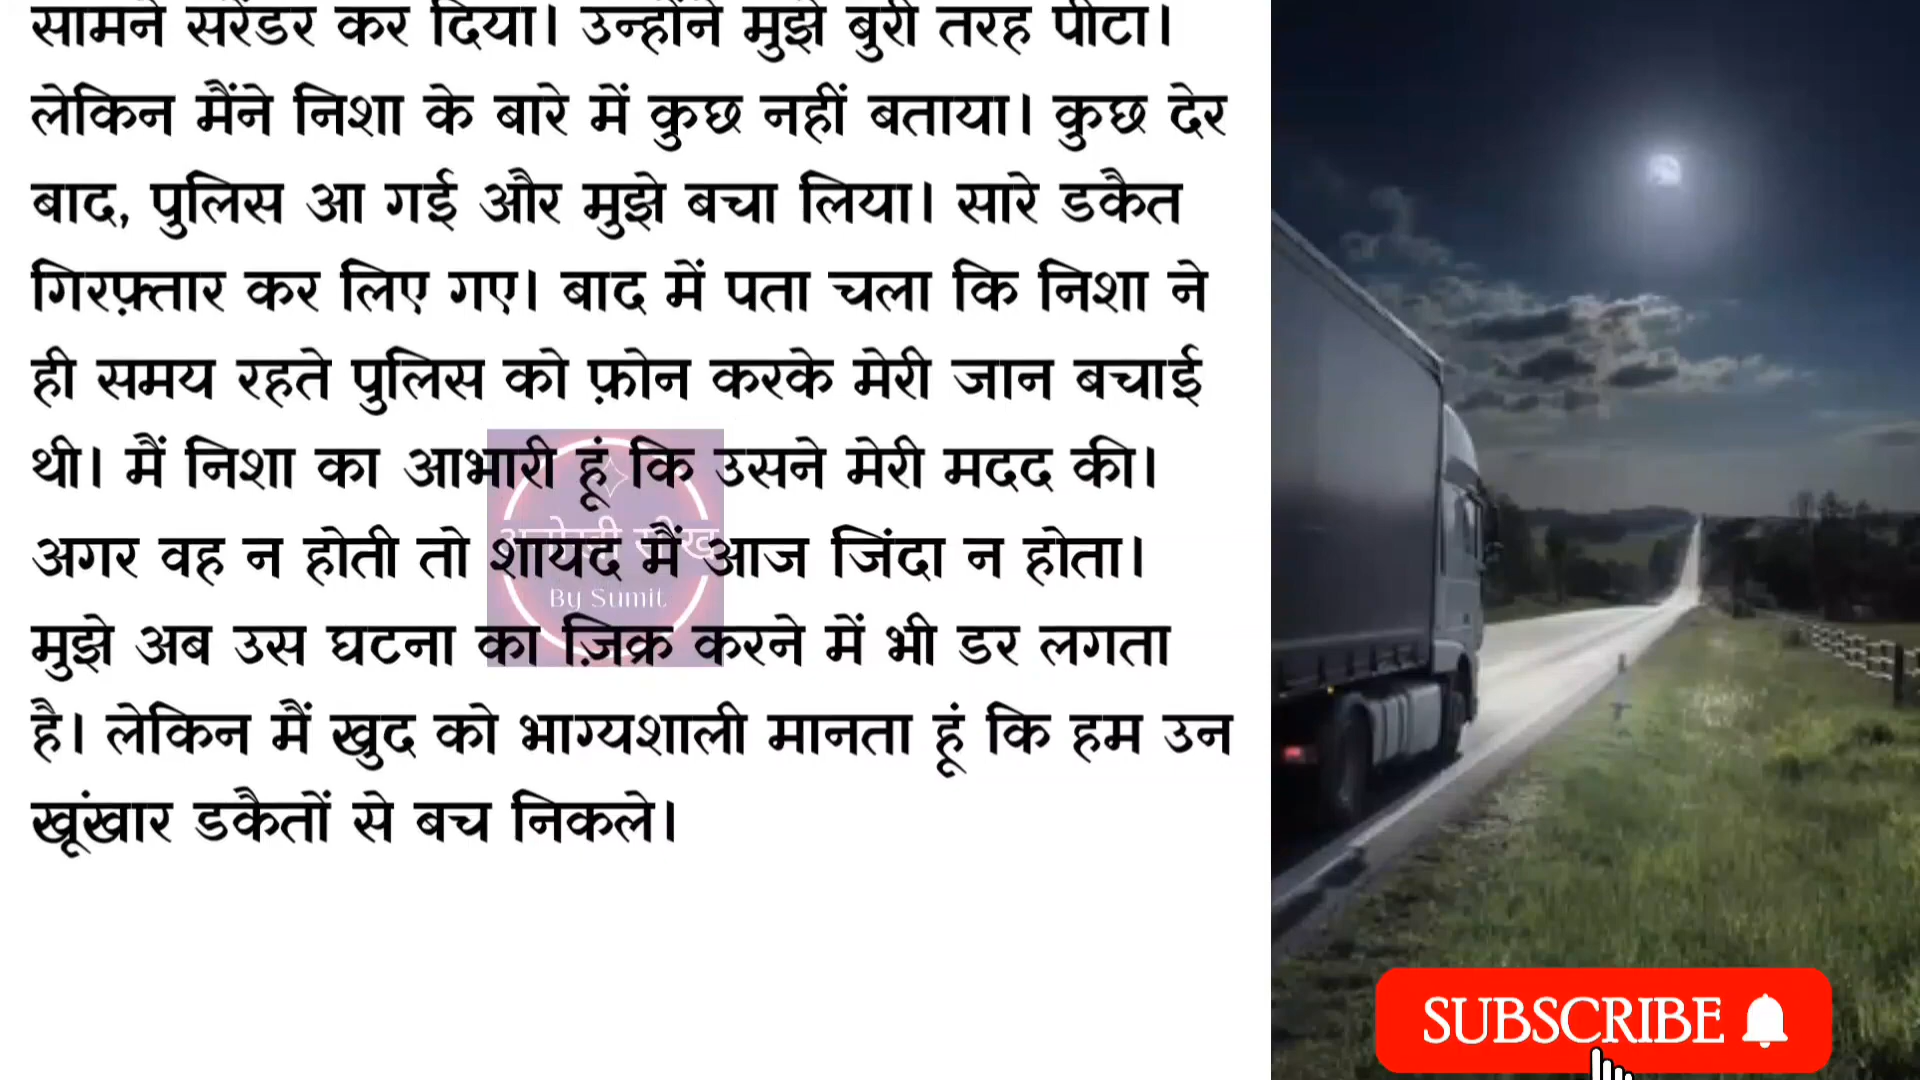 सामने सरेंडर कर दिया। उन्होंने मुझे बुरी तरह पीटा।
लेकिन मैंने निशा के बारे में कुछ नहीं बताया। कुछ देर
बाद, पुलिस आ गई और मुझे बचा लिया। सारे डकैत
गिरफ़्तार कर लिए गए। बाद में पता चला कि निशा ने
ही समय रहते पुलिस को फ़ोन करके मेरी जान बचाई
थी। मैं निशा का आभारी हूं कि उसने मेरी मदद की।
अगर वह न होती तो शायद मैं आज जिंदा न होता।
By Sumit
मुझे अब उस घटना का ज़िक्र करने में भी डर लगता
है। लेकिन मैं खुद को भाग्यशाली मानता हूं कि हम उन
खूंखार डकैतों से बच निकले।
SUBSCRIBE